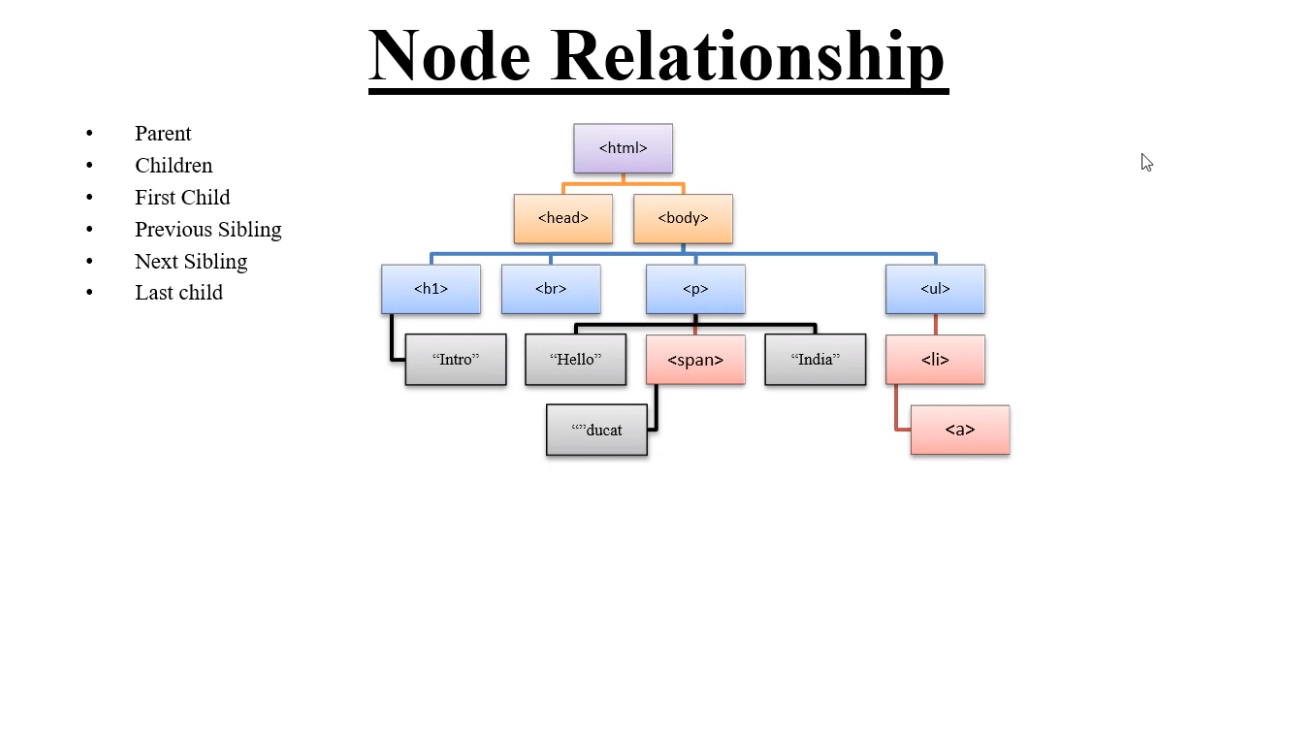 Node Relationship
• Parent
• Children
• First Child
• Previous Sibling
• Next Sibling
• Last child
<html>
<head> <body>
<h1> <br> <p> <ul>
“Intro” “Hello” <span> “India” <li>
“”ducat <a>